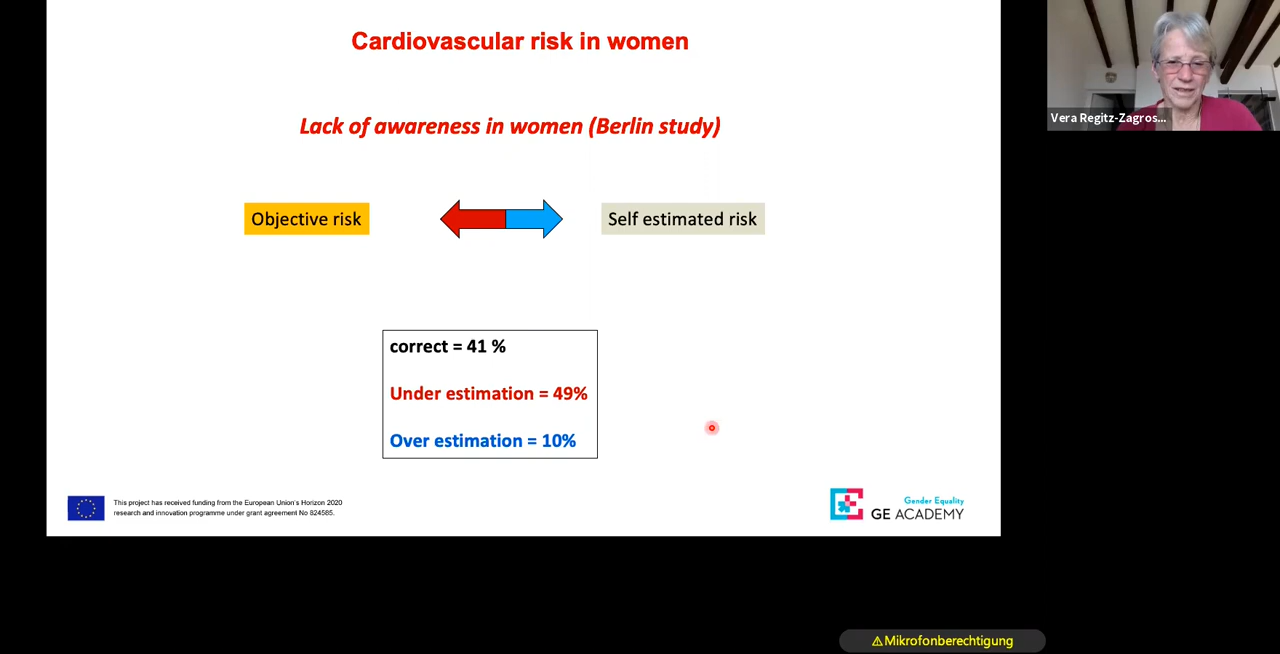 Cardiovascular risk in women
Lack of awareness in women (Berlin study)
Objective risk
Self estimated risk
correct = 41 %
Under estimation = 49%
Over estimation = 10%
This project has received funding from the European Union's Horizon 2020
research and innovation programme under grant agreement No 824585.
Gender Equality
GE ACADEMY
Vera Regitz-Zagros...
Mikrofonberechtigung